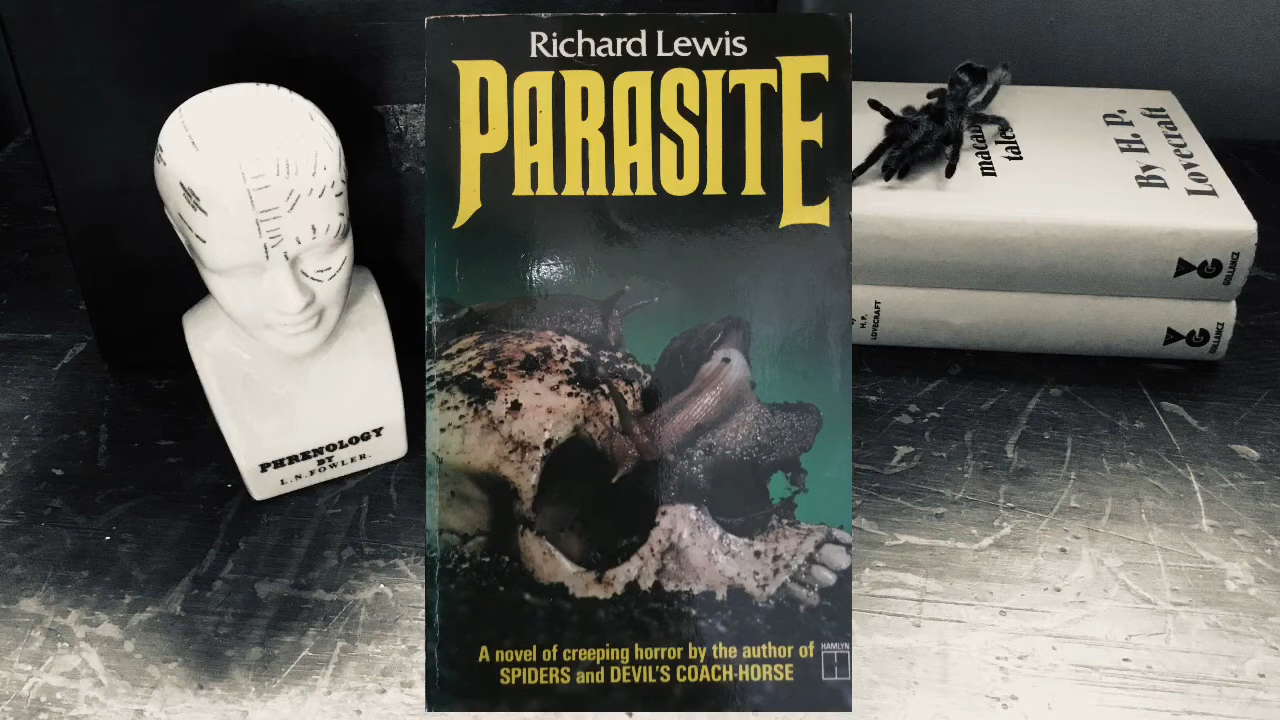 PHRENOLOGY
BY
L.N. FOWLER.
Richard Lewis
PARASITE
A novel of creeping horror by the author of
SPIDERS and DEVIL'S COACH-HORSE
HAMLYN
tales
By H. P.
Lovecraft
VG
GOLLANCZ
H. P.
LOVECRAFT
VG
GOLLANCZ